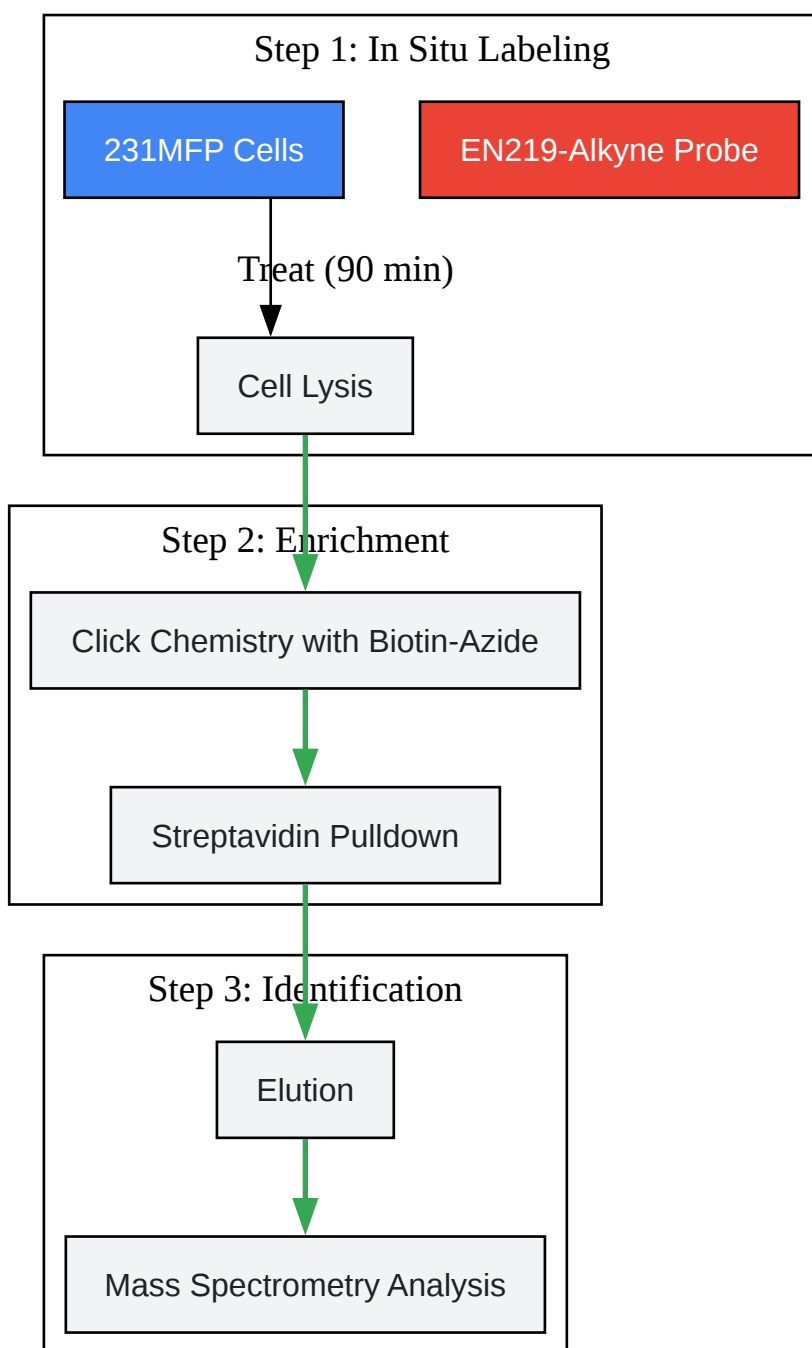 Step 1: In Situ Labeling
231MFP Cells
EN219-Alkyne Probe
Treat (90 min)
Cell Lysis
Step 2: Enrichment
Click Chemistry with Biotin-Azide
Streptavidin Pulldown
Step 3: Identification
Elution
Mass Spectrometry Analysis